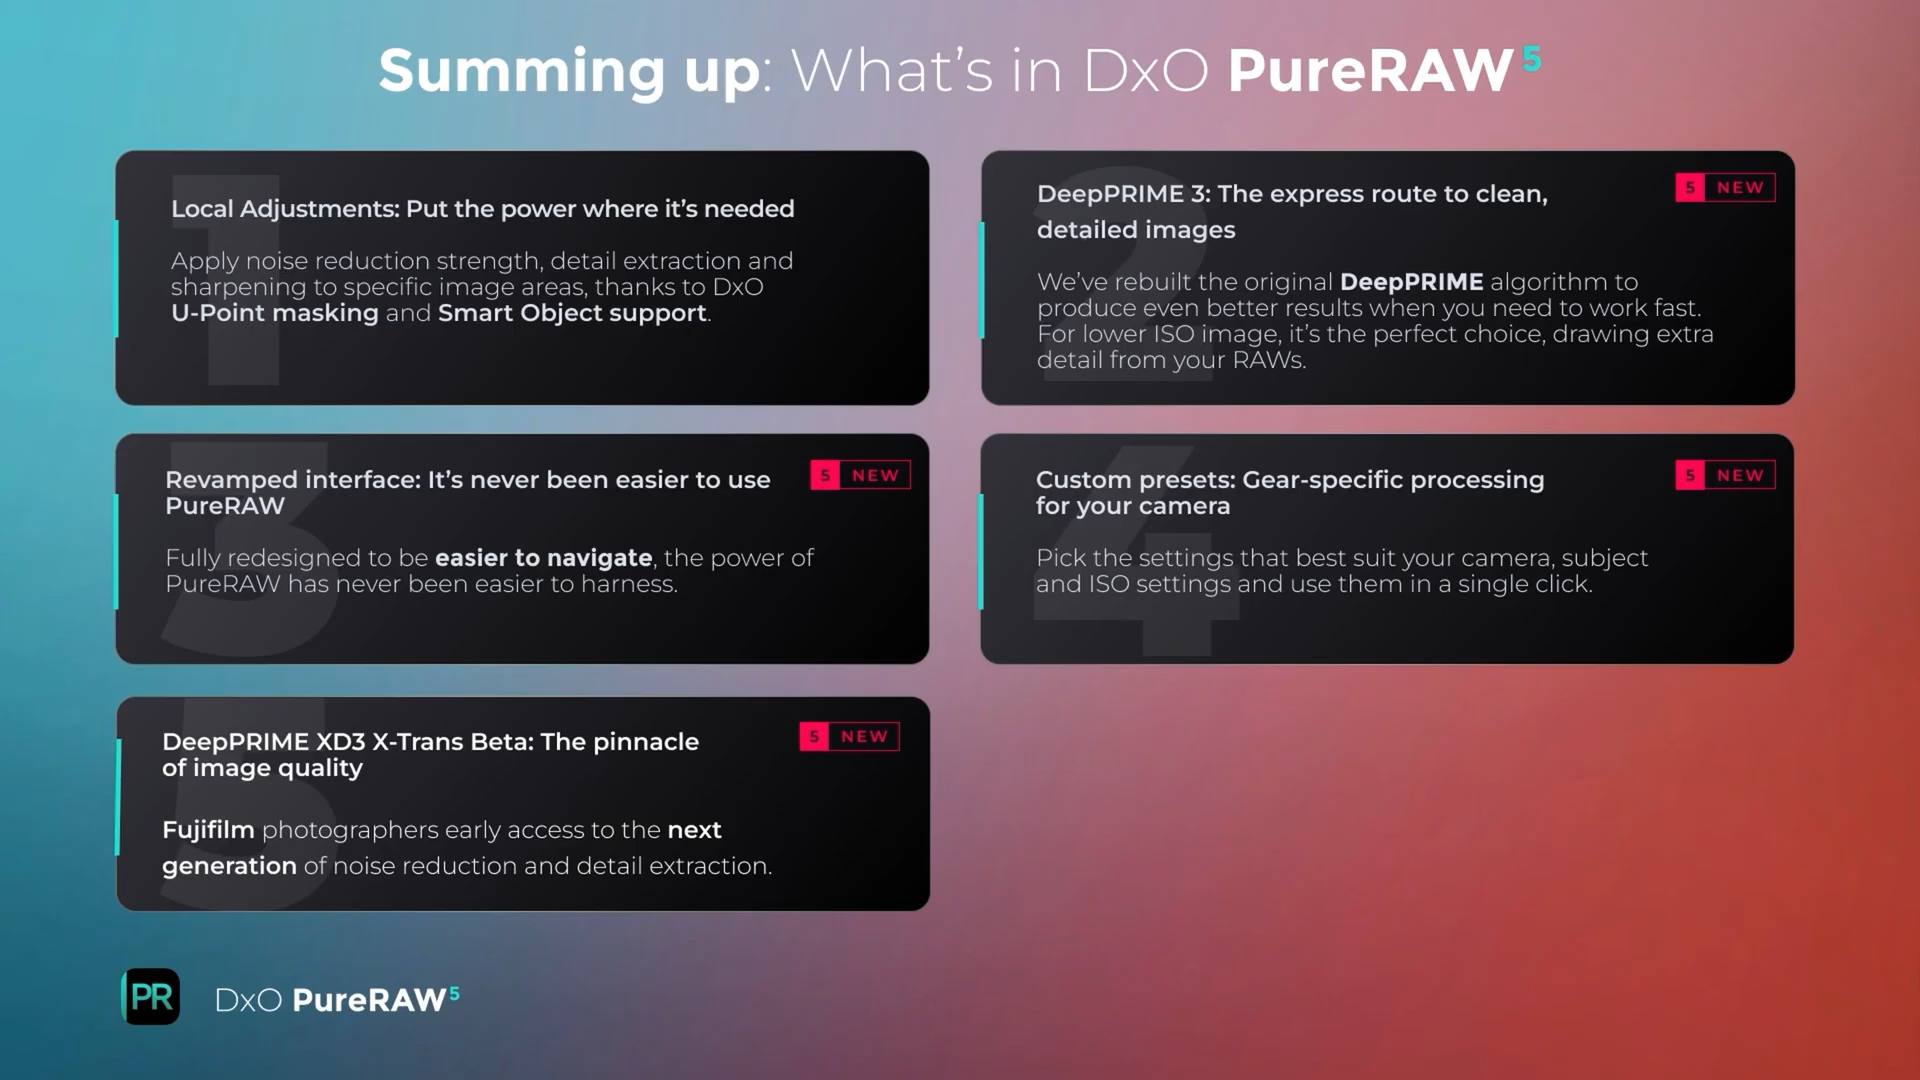 Summing up: What's in DxO PureRAW5
1
Local Adjustments: Put the power where it's needed
Apply noise reduction strength, detail extraction and
sharpening to specific image areas, thanks to DxO
U-Point masking and Smart Object support.
2
DeepPRIME 3: The express route to clean,
detailed images
5 NEW
We've rebuilt the original DeepPRIME algorithm to
produce even better results when you need to work fast.
For lower ISO image, it's the perfect choice, drawing extra
detail from your RAWs.
3
Revamped interface: It's never been easier to use
PureRAW
5 NEW
Fully redesigned to be easier to navigate, the power of
PureRAW has never been easier to harness.
4
Custom presets: Gear-specific processing
for your camera
5 NEW
Pick the settings that best suit your camera, subject
and ISO settings and use them in a single click.
5
DeepPRIME XD3 X-Trans Beta: The pinnacle
of image quality
5 NEW
Fujifilm photographers early access to the next
generation of noise reduction and detail extraction.
PR
DxO PureRAW5